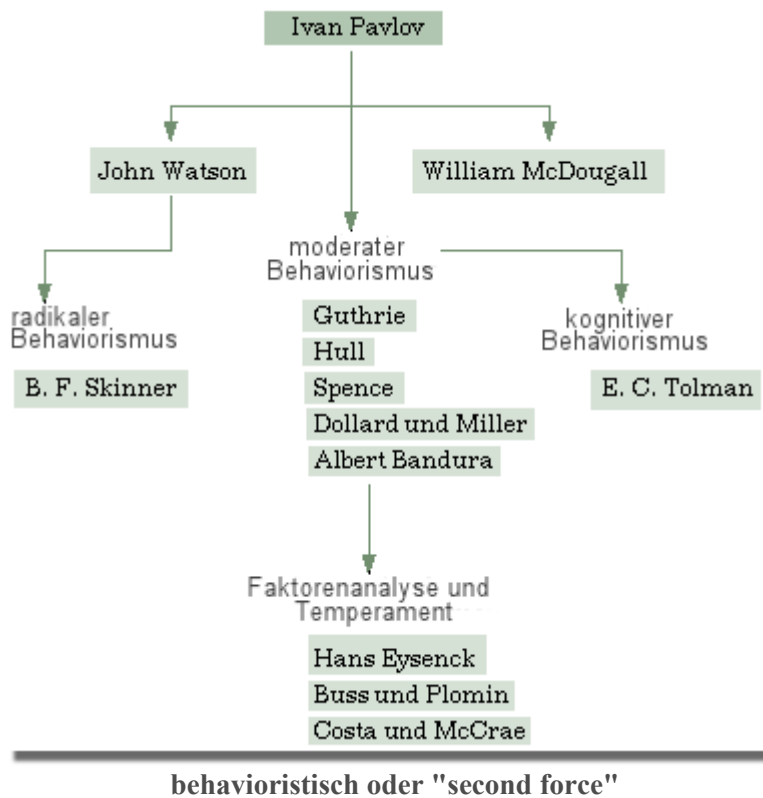 Ivan Pavlov
John Watson
William McDougall
moderater
Behaviorismus
radikaler
Behaviorismus
B. F. Skinner
Guthrie
Hull
Spence
Dollard und Miller
Albert Bandura
kognitiver
Behaviorismus
E. C. Tolman
Faktorenanalyse und
Temperament
Hans Eysenck
Buss und Plomin
Costa und McCrae
behavioristisch oder "second force"